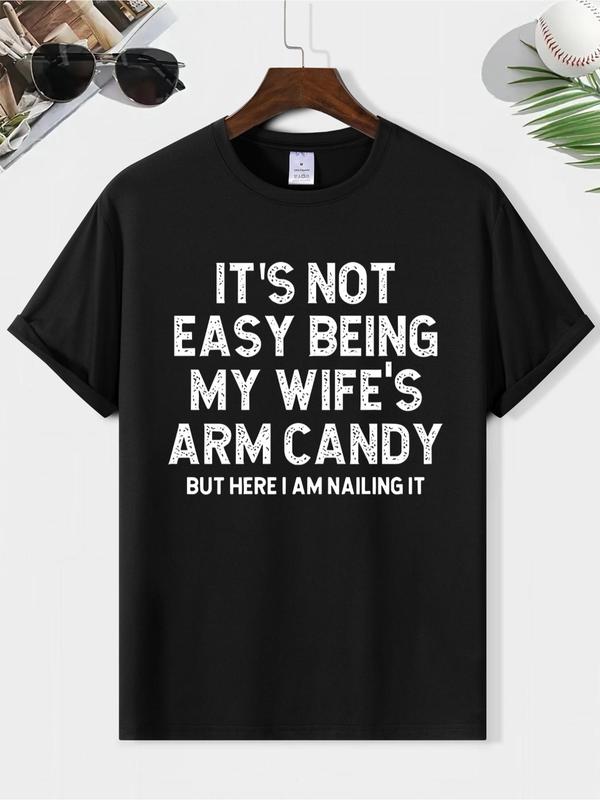 IT'S NOT
EASY BEING
MY WIFE'S
ARM CANDY
BUT HERE I AM NAILING IT